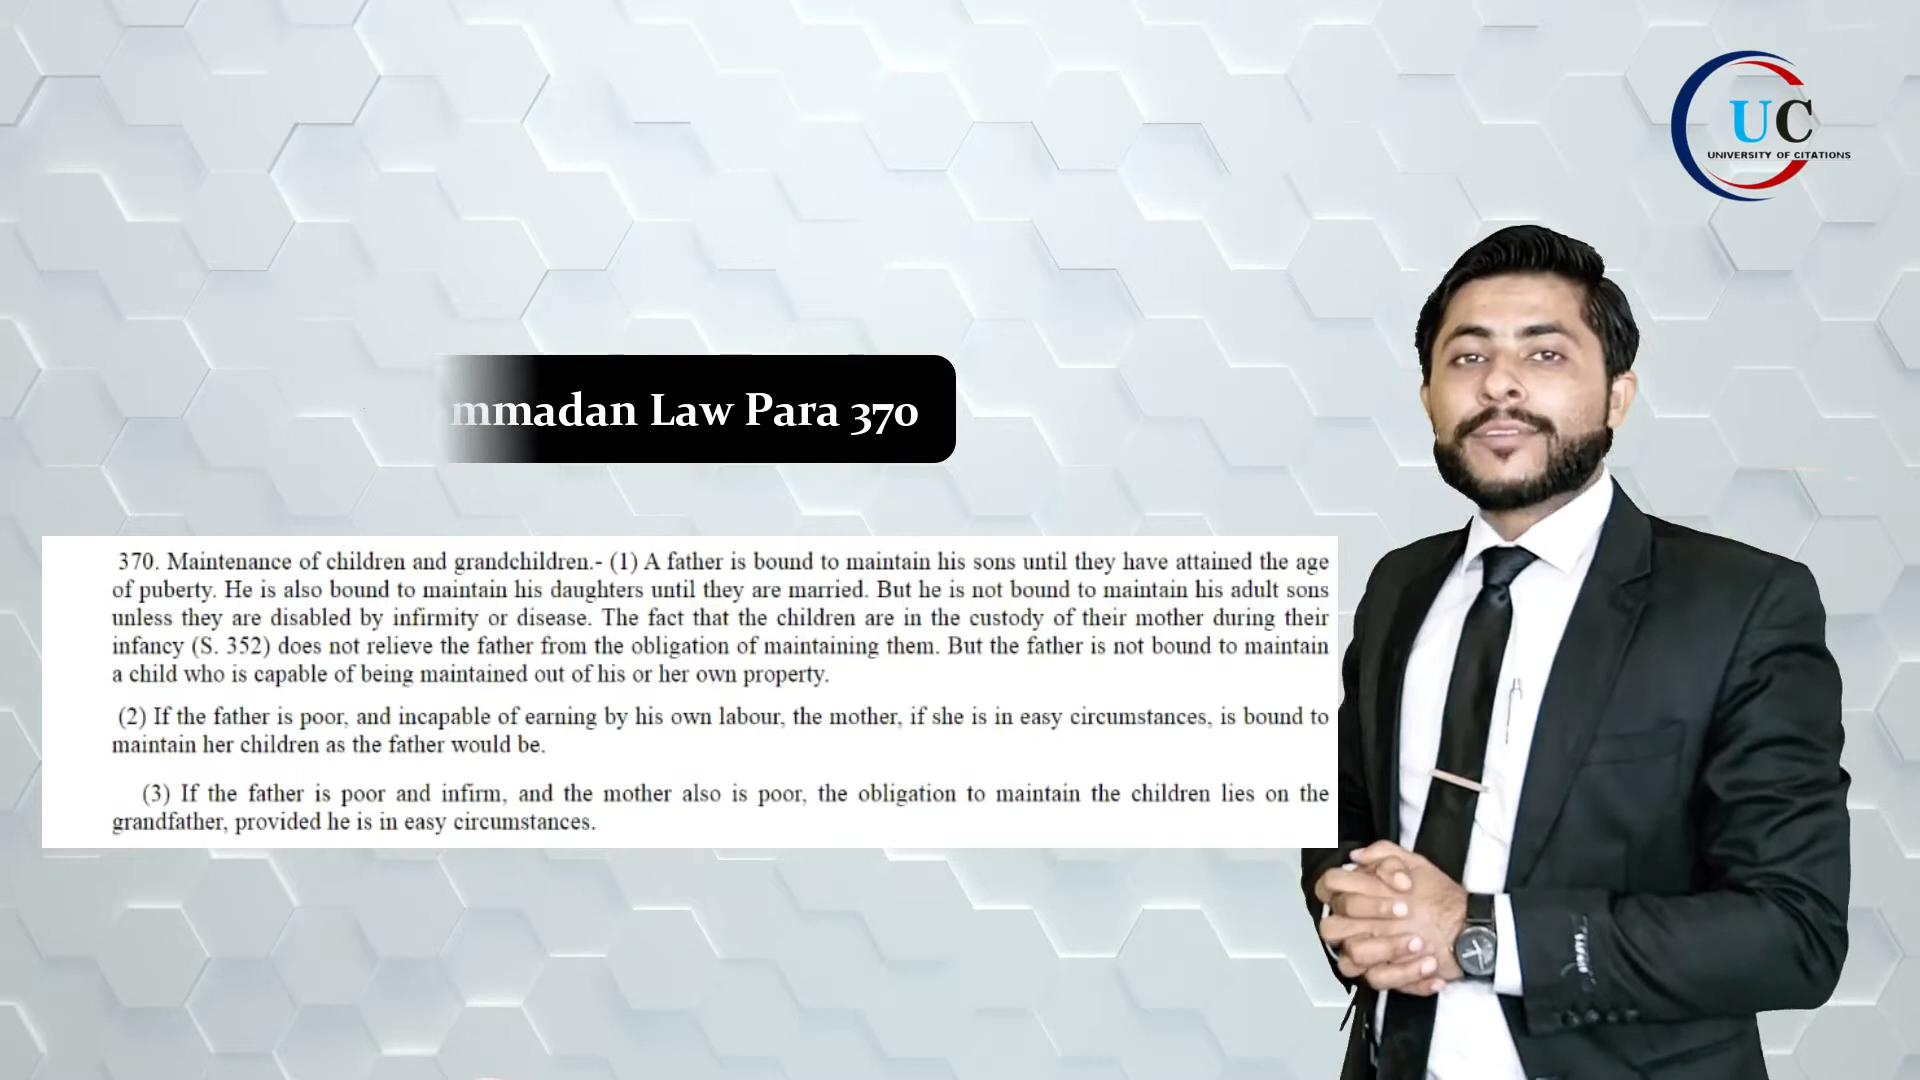 UC
UNIVERSITY OF CITATIONS
mmadan Law Para 370
370. Maintenance of children and grandchildren.- (1) A father is bound to maintain his sons until they have attained the age
of puberty. He is also bound to maintain his daughters until they are married. But he is not bound to maintain his adult sons
unless they are disabled by infirmity or disease. The fact that the children are in the custody of their mother during their
infancy (S. 352) does not relieve the father from the obligation of maintaining them. But the father is not bound to maintain
a child who is capable of being maintained out of his or her own property.
(2) If the father is poor, and incapable of earning by his own labour, the mother, if she is in easy circumstances, is bound to
maintain her children as the father would be.
(3) If the father is poor and infirm, and the mother also is poor, the obligation to maintain the children lies on the
grandfather, provided he is in easy circumstances.